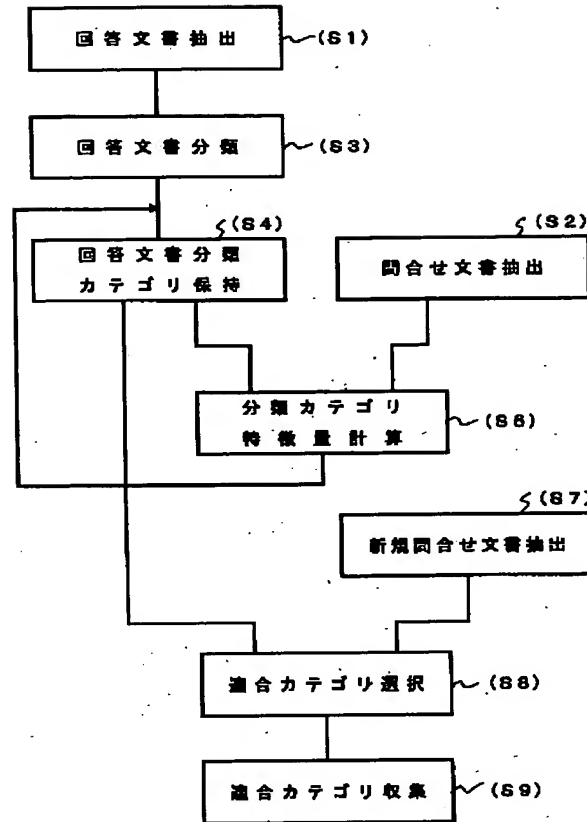 回答文書抽出 (S1)
回答文書分類 (S3)
(S4)
回答文書分類
カテゴリ保持
(S2)
問合せ文書抽出
分類カテゴリ
特徴量計算
(S6)
(S7)
新規問合せ文書抽出
適合カテゴリ選択 (S8)
適合カテゴリ収集 (S9)